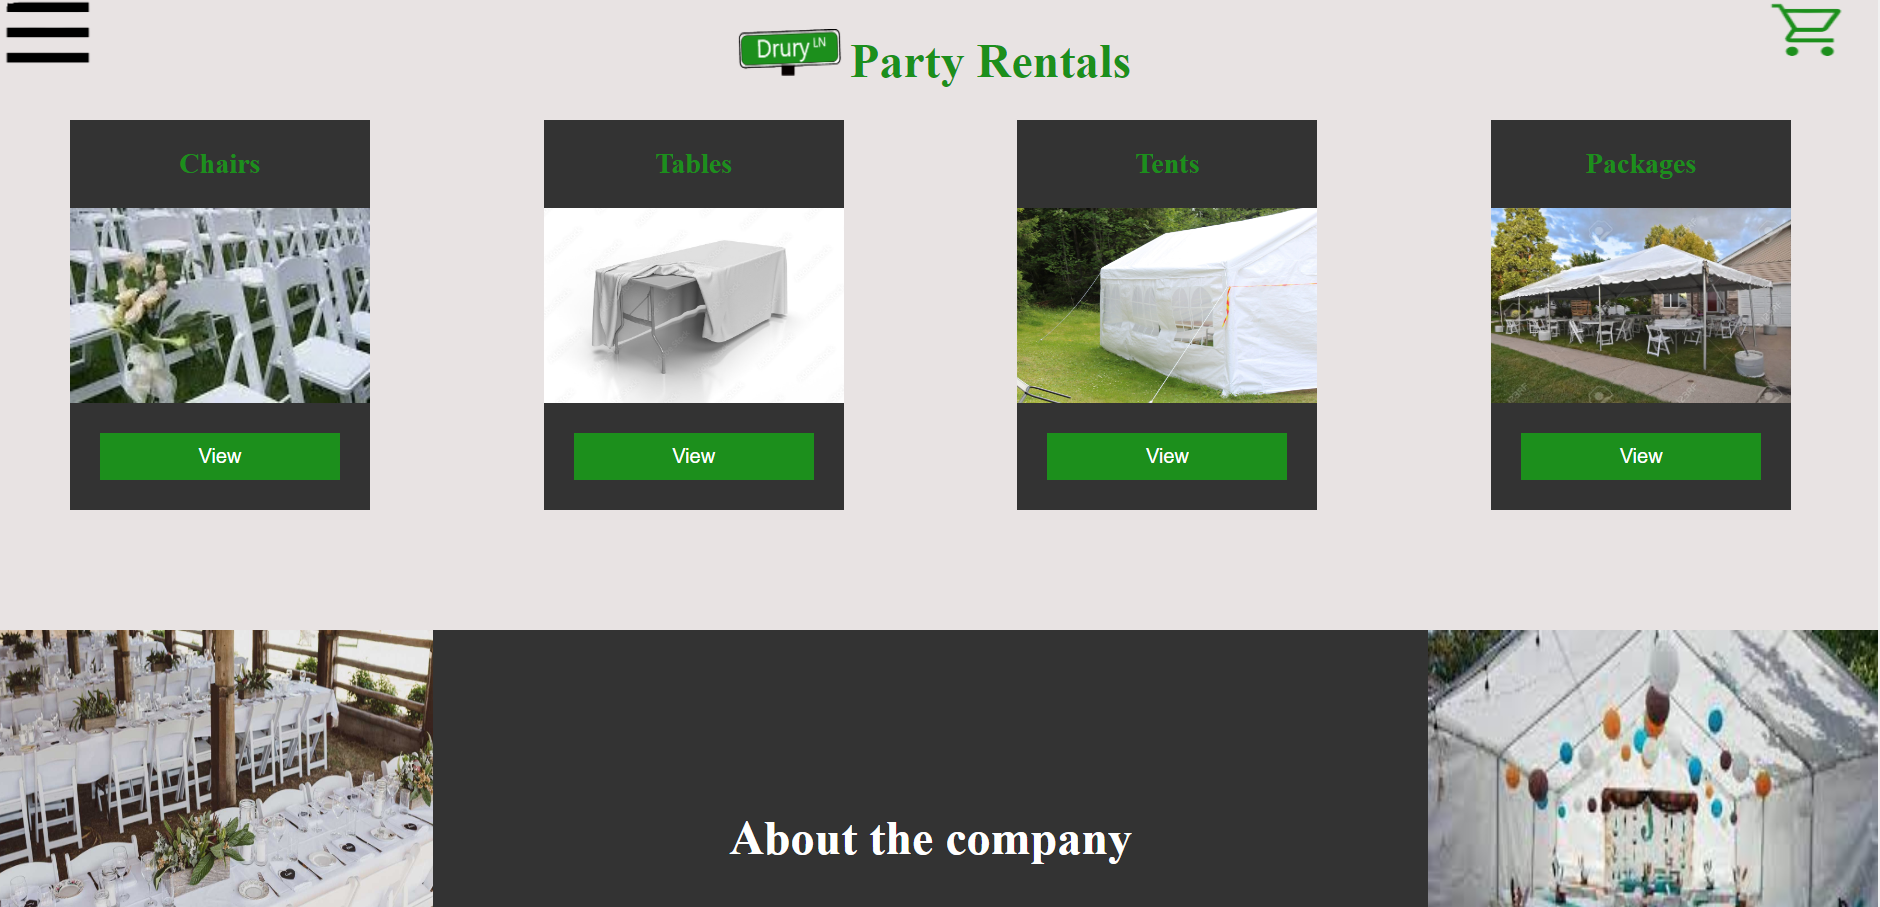 Drury LN
Party Rentals
Chairs
Tables
Tents
Packages
View
View
View
View
About the company